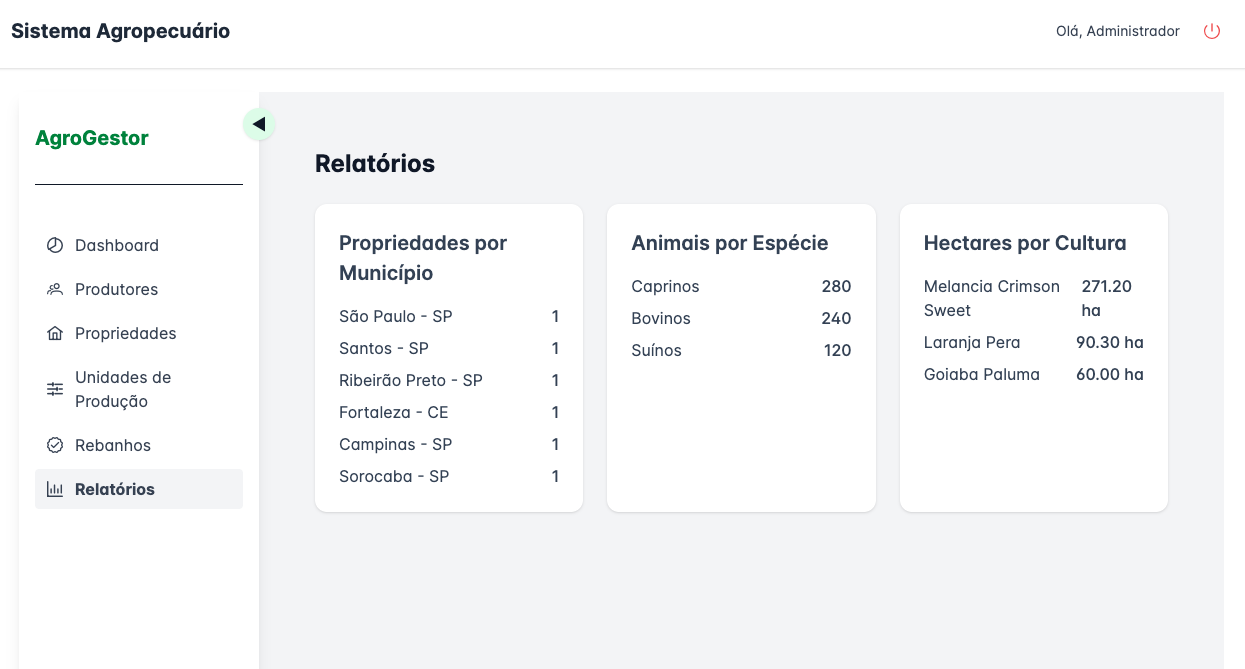 Sistema Agropecuário
Olá, Administrador
AgroGestor
Dashboard
Produtores
Propriedades
Unidades de
Produção
Rebanhos
Relatórios
Relatórios
Propriedades por
Município
São Paulo - SP 1
Santos - SP 1
Ribeirão Preto - SP 1
Fortaleza - CE 1
Campinas - SP 1
Sorocaba - SP 1
Animais por Espécie
Caprinos 280
Bovinos 240
Suínos 120
Hectares por Cultura
Melancia Crimson 271.20
Sweet ha
Laranja Pera 90.30 ha
Goiaba Paluma 60.00 ha